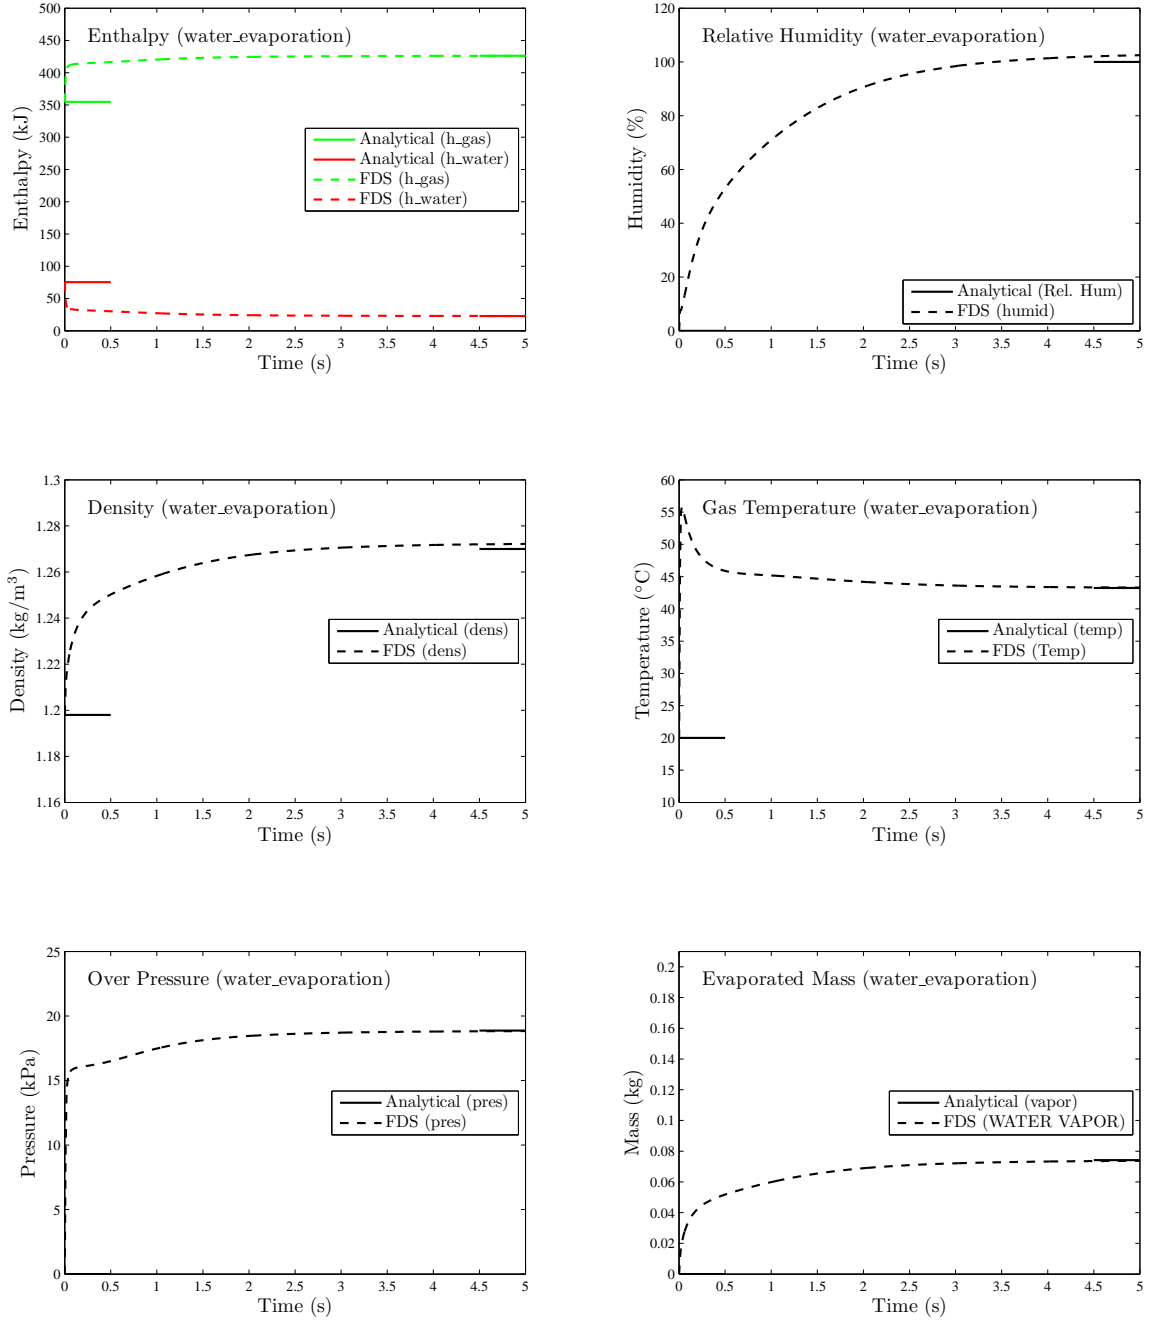 Enthalpy (water_evaporation)
Enthalpy (kJ)
500
450
400
350
300
250
200
150
100
50
0
Analytical (h_gas)
Analytical (h_water)
FDS (h_gas)
FDS (h_water)
0 0.5 1 1.5 2 2.5 3 3.5 4 4.5 5
Time (s)
Relative Humidity (water_evaporation)
Humidity (%)
120
100
80
60
40
20
0
Analytical (Rel. Hum)
FDS (humid)
0 0.5 1 1.5 2 2.5 3 3.5 4 4.5 5
Time (s)
Density (water_evaporation)
Density (kg/m³)
1.3
1.28
1.26
1.24
1.22
1.2
1.18
1.16
Analytical (dens)
FDS (dens)
0 0.5 1 1.5 2 2.5 3 3.5 4 4.5 5
Time (s)
Gas Temperature (water_evaporation)
Temperature (°C)
60
55
50
45
40
35
30
25
20
15
10
Analytical (temp)
FDS (Temp)
0 0.5 1 1.5 2 2.5 3 3.5 4 4.5 5
Time (s)
Over Pressure (water_evaporation)
Pressure (kPa)
25
20
15
10
5
0
Analytical (pres)
FDS (pres)
0 0.5 1 1.5 2 2.5 3 3.5 4 4.5 5
Time (s)
Evaporated Mass (water_evaporation)
Mass (kg)
0.2
0.18
0.16
0.14
0.12
0.1
0.08
0.06
0.04
0.02
0
Analytical (vapor)
FDS (WATER VAPOR)
0 0.5 1 1.5 2 2.5 3 3.5 4 4.5 5
Time (s)